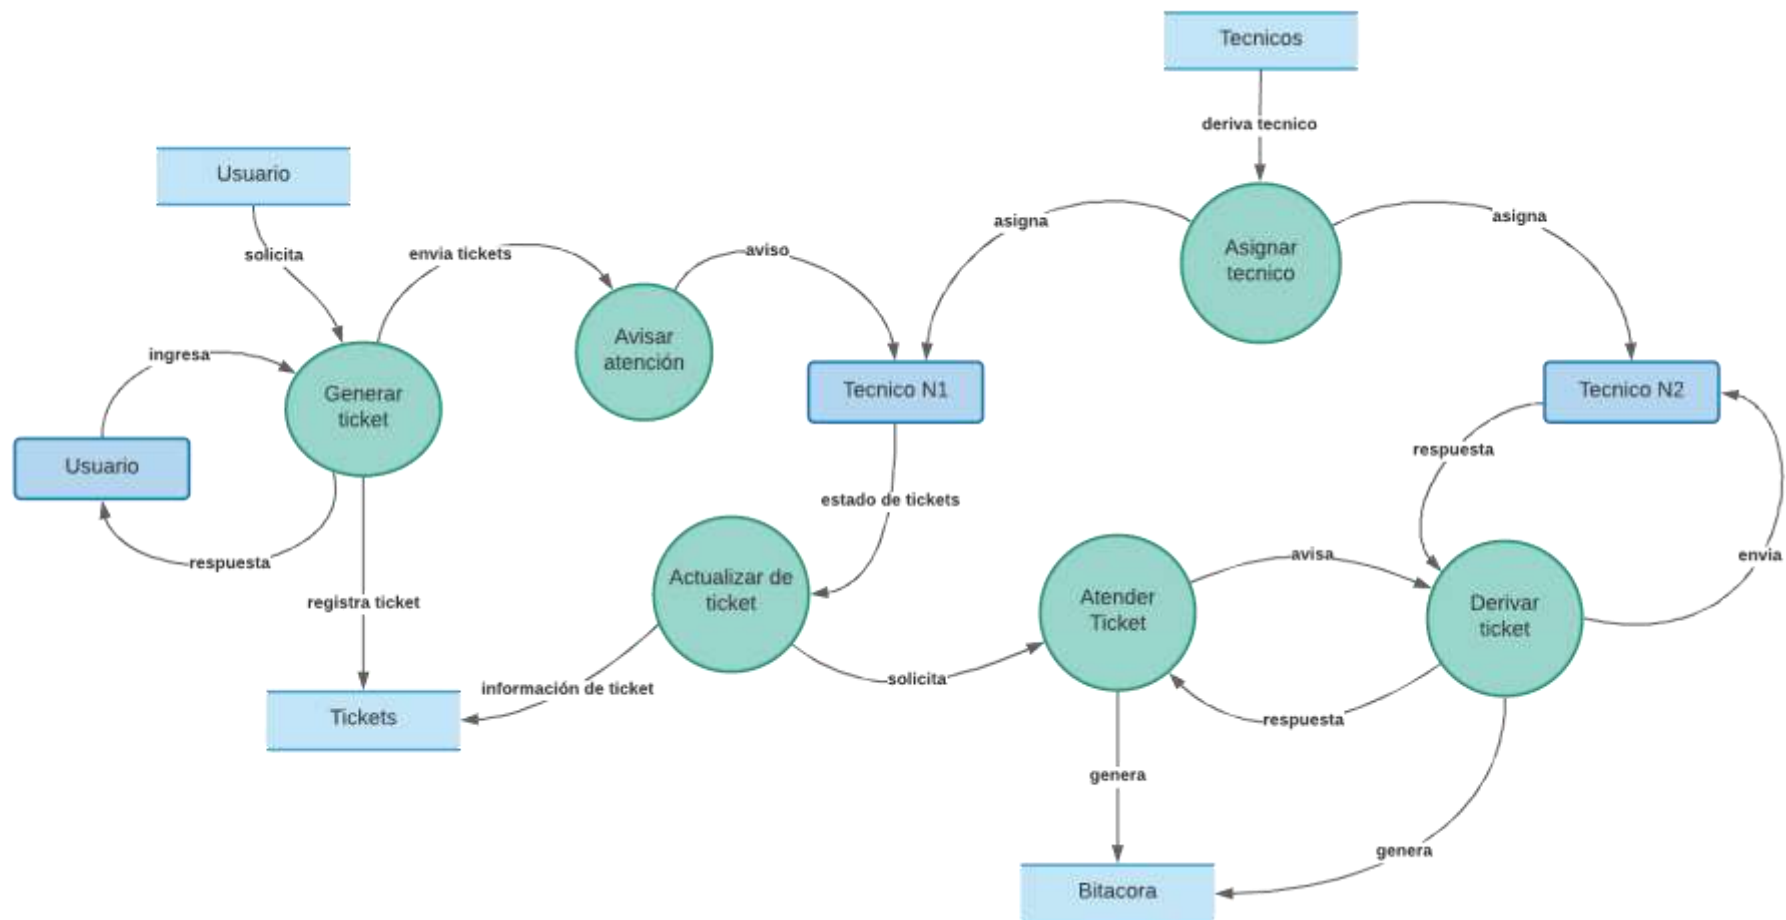 Tecnicos
deriva tecnico
Usuario
asigna
asigna
solicita
envia tickets
aviso
Asignar
tecnico
Avisar
atención
ingresa
Generar
ticket
Tecnico N1
Tecnico N2
Usuario
respuesta
estado de tickets
respuesta
registra ticket
Actualizar de
ticket
Atender
Ticket
avisa
Derivar
ticket
envia
información de ticket
solicita
respuesta
Tickets
genera
genera
Bitacora